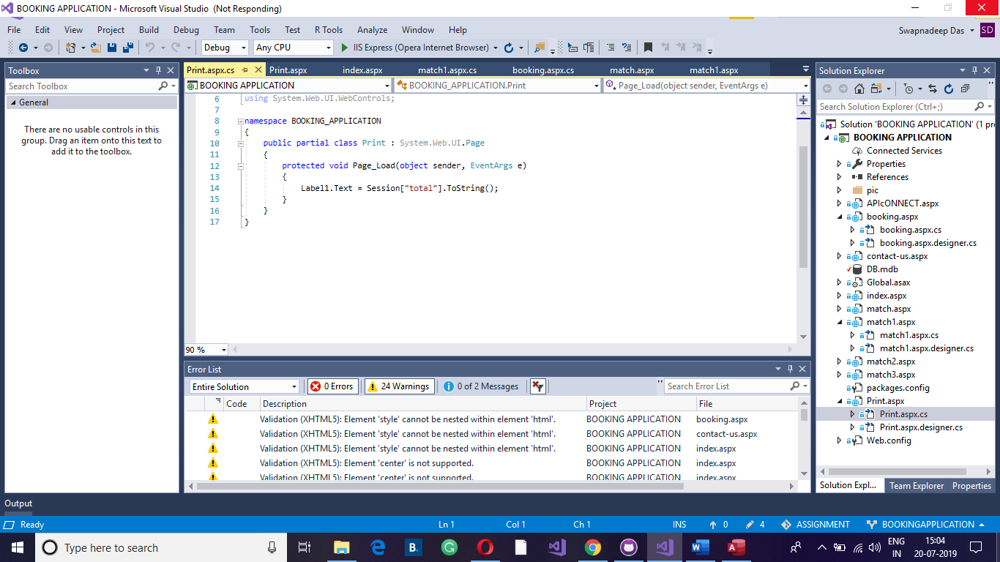 BOOKING APPLICATION - Microsoft Visual Studio (Not Responding)
File Edit View Project Build Debug Team Tools Test R Tools Analyze Window Help
Swapnadeep Das SD
Debug Any CPU IIS Express (Opera Internet Browser)
Toolbox
Search Toolbox
General
There are no usable controls in this
group. Drag an item onto this text to
add it to the toolbox.
Print.aspx.cs Print.aspx index.aspx match1.aspx.cs booking.aspx.cs match.aspx match1.aspx
BOOKING APPLICATION BOOKING_APPLICATION.Print Page_Load(object sender, EventArgs e)
6 using System.Web.UI.WebControls;
7
8 namespace BOOKING_APPLICATION
9 {
10 public partial class Print : System.Web.UI.Page
11 {
12 protected void Page_Load(object sender, EventArgs e)
13 {
14 Label1.Text = Session["total"].ToString();
15 }
16 }
17 }
90 %
Error List
Entire Solution 0 Errors 24 Warnings 0 of 2 Messages Search Error List
Code Description Project File
Validation (XHTML5): Element 'style' cannot be nested within element 'html'. BOOKING APPLICATION booking.aspx
Validation (XHTML5): Element 'style' cannot be nested within element 'html'. BOOKING APPLICATION contact-us.aspx
Validation (XHTML5): Element 'style' cannot be nested within element 'html'. BOOKING APPLICATION index.aspx
Validation (XHTML5): Element 'center' is not supported. BOOKING APPLICATION index.aspx
Validation (XHTML5): Element 'center' is not supported. BOOKING APPLICATION index.aspx
Solution Explorer
Search Solution Explorer (Ctrl+;)
Solution 'BOOKING APPLICATION' (1 pr
BOOKING APPLICATION
Connected Services
Properties
References
pic
APIcONNECT.aspx
booking.aspx
booking.aspx.cs
booking.aspx.designer.cs
contact-us.aspx
DB.mdb
Global.asax
index.aspx
match.aspx
match1.aspx
match1.aspx.cs
match1.aspx.designer.cs
match2.aspx
match3.aspx
packages.config
Print.aspx
Print.aspx.cs
Print.aspx.designer.cs
Web.config
Solution Expl... Team Explorer Properties
Output
Ready Ln 1 Col 1 Ch 1 INS 0 4 ASSIGNMENT BOOKINGAPPLICATION
Type here to search
B.
ENG
IN
15:04
20-07-2019